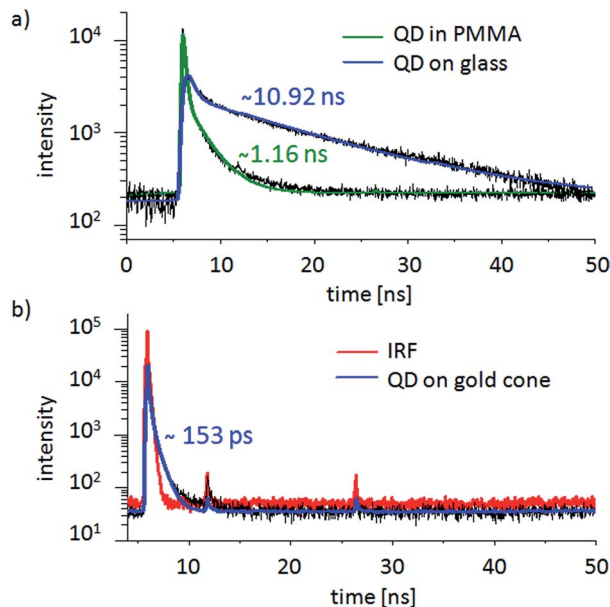 a)
QD in PMMA
QD on glass
10⁴
10³
10²
intensity
~10.92 ns
~1.16 ns
0 10 20 30 40 50
time [ns]
b)
IRF
QD on gold cone
10⁵
10⁴
10³
10²
10¹
intensity
~ 153 ps
10 20 30 40 50
time [ns]